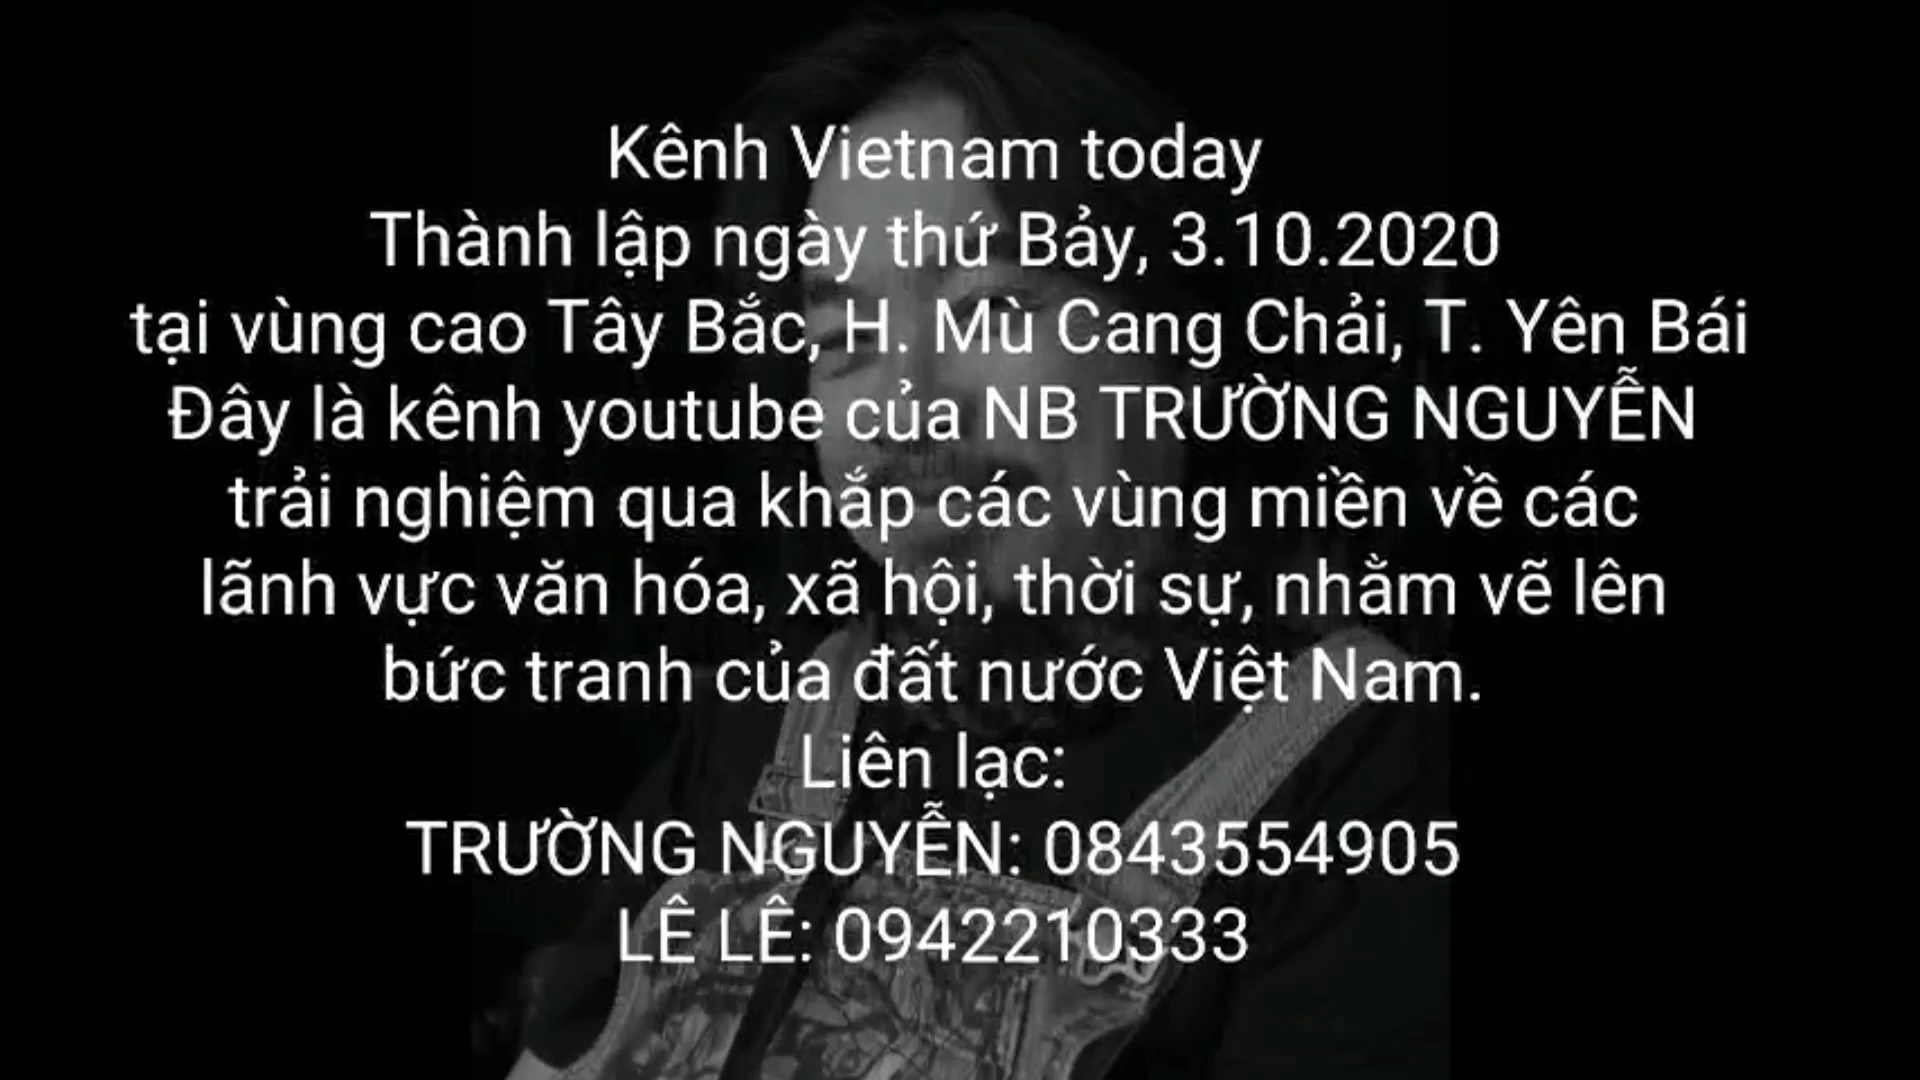 Kênh Vietnam today
Thành lập ngày thứ Bảy, 3.10.2020
tại vùng cao Tây Bắc, H. Mù Cang Chải, T. Yên Bái
Đây là kênh youtube của NB TRƯỜNG NGUYỄN
trải nghiệm qua khắp các vùng miền về các
lãnh vực văn hóa, xã hội, thời sự, nhằm vẽ lên
bức tranh của đất nước Việt Nam.
Liên lạc:
TRƯỜNG NGUYỄN: 0843554905
LÊ LÊ: 0942210333